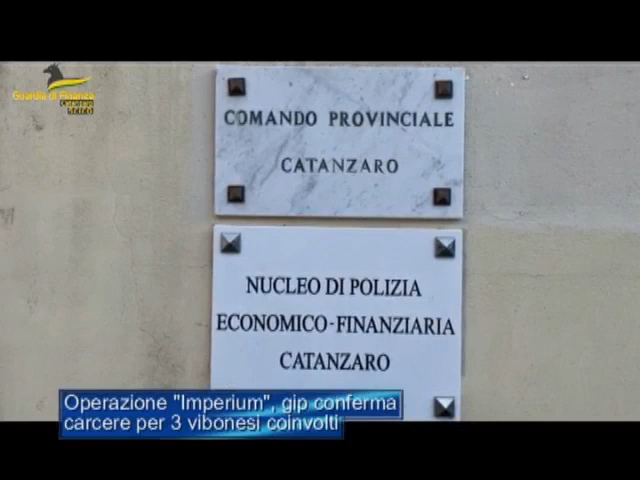 Guardia di Finanza
SCICO
COMANDO PROVINCIALE
CATANZARO
NUCLEO DI POLIZIA
ECONOMICO-FINANZIARIA
CATANZARO
Operazione "Imperium", gip conferma
carcere per 3 vibonesi coinvolti